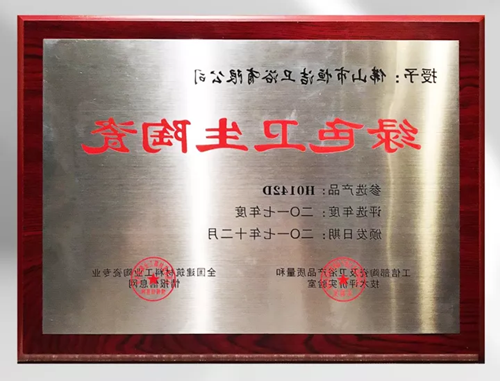 授予：佛山市恒洁卫浴有限公司
绿色卫生陶瓷
参选产品：H0142D
评选年度：二〇一七年度
颁发日期：二〇一七年十二月
工信部陶瓷及卫浴产品质量和
技术评价实验室
全国建筑材料工业陶瓷专业
情报信息网